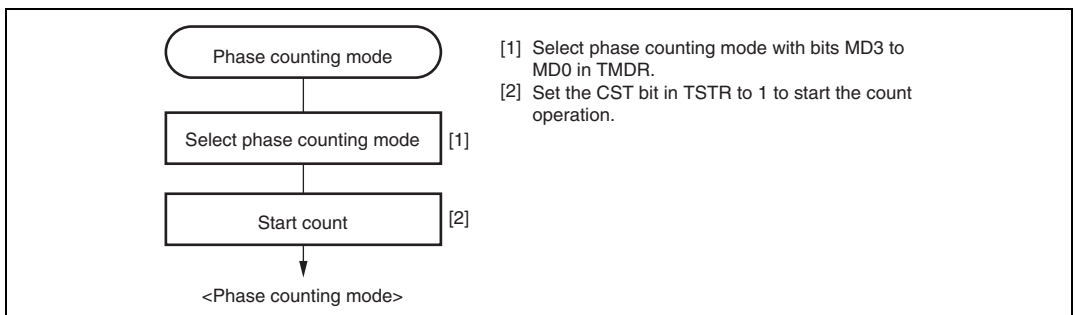 Phase counting mode
Select phase counting mode [1]
Start count [2]
<Phase counting mode>
[1] Select phase counting mode with bits MD3 to
MD0 in TMDR.
[2] Set the CST bit in TSTR to 1 to start the count
operation.